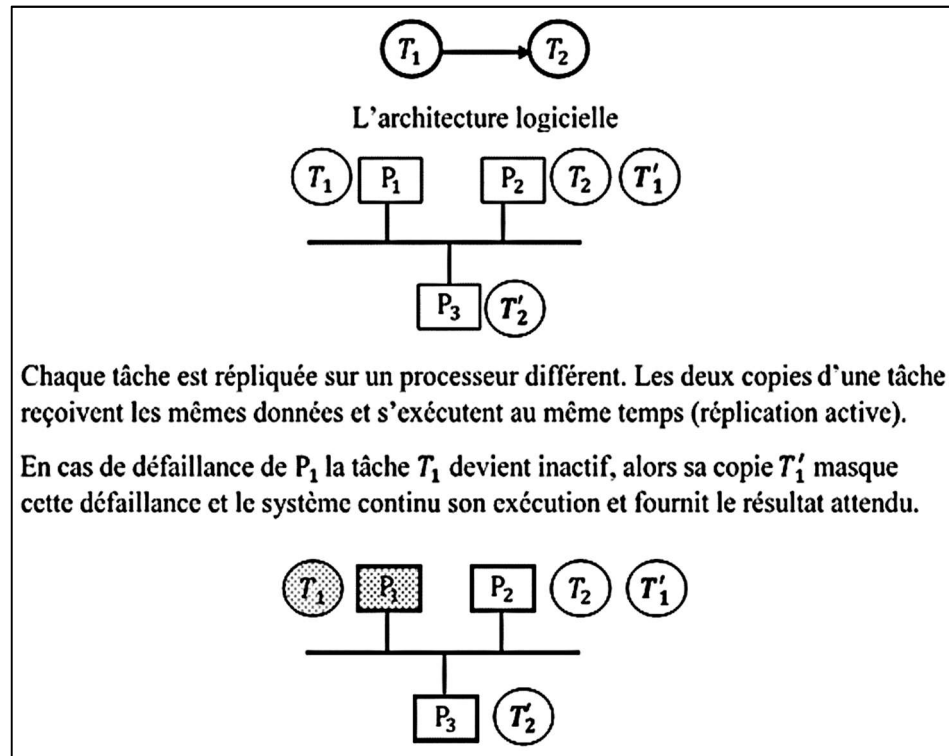 T₁ T₂
L'architecture logicielle
T₁ P₁ P₂ T₂ T′₁
P₃ T′₂
Chaque tâche est répliquée sur un processeur différent. Les deux copies d'une tâche
reçoivent les mêmes données et s'exécutent au même temps (réplication active).
En cas de défaillance de P₁ la tâche T₁ devient inactif, alors sa copie T′₁ masque
cette défaillance et le système continu son exécution et fournit le résultat attendu.
T₁ P₁ P₂ T₂ T′₁
P₃ T′₂